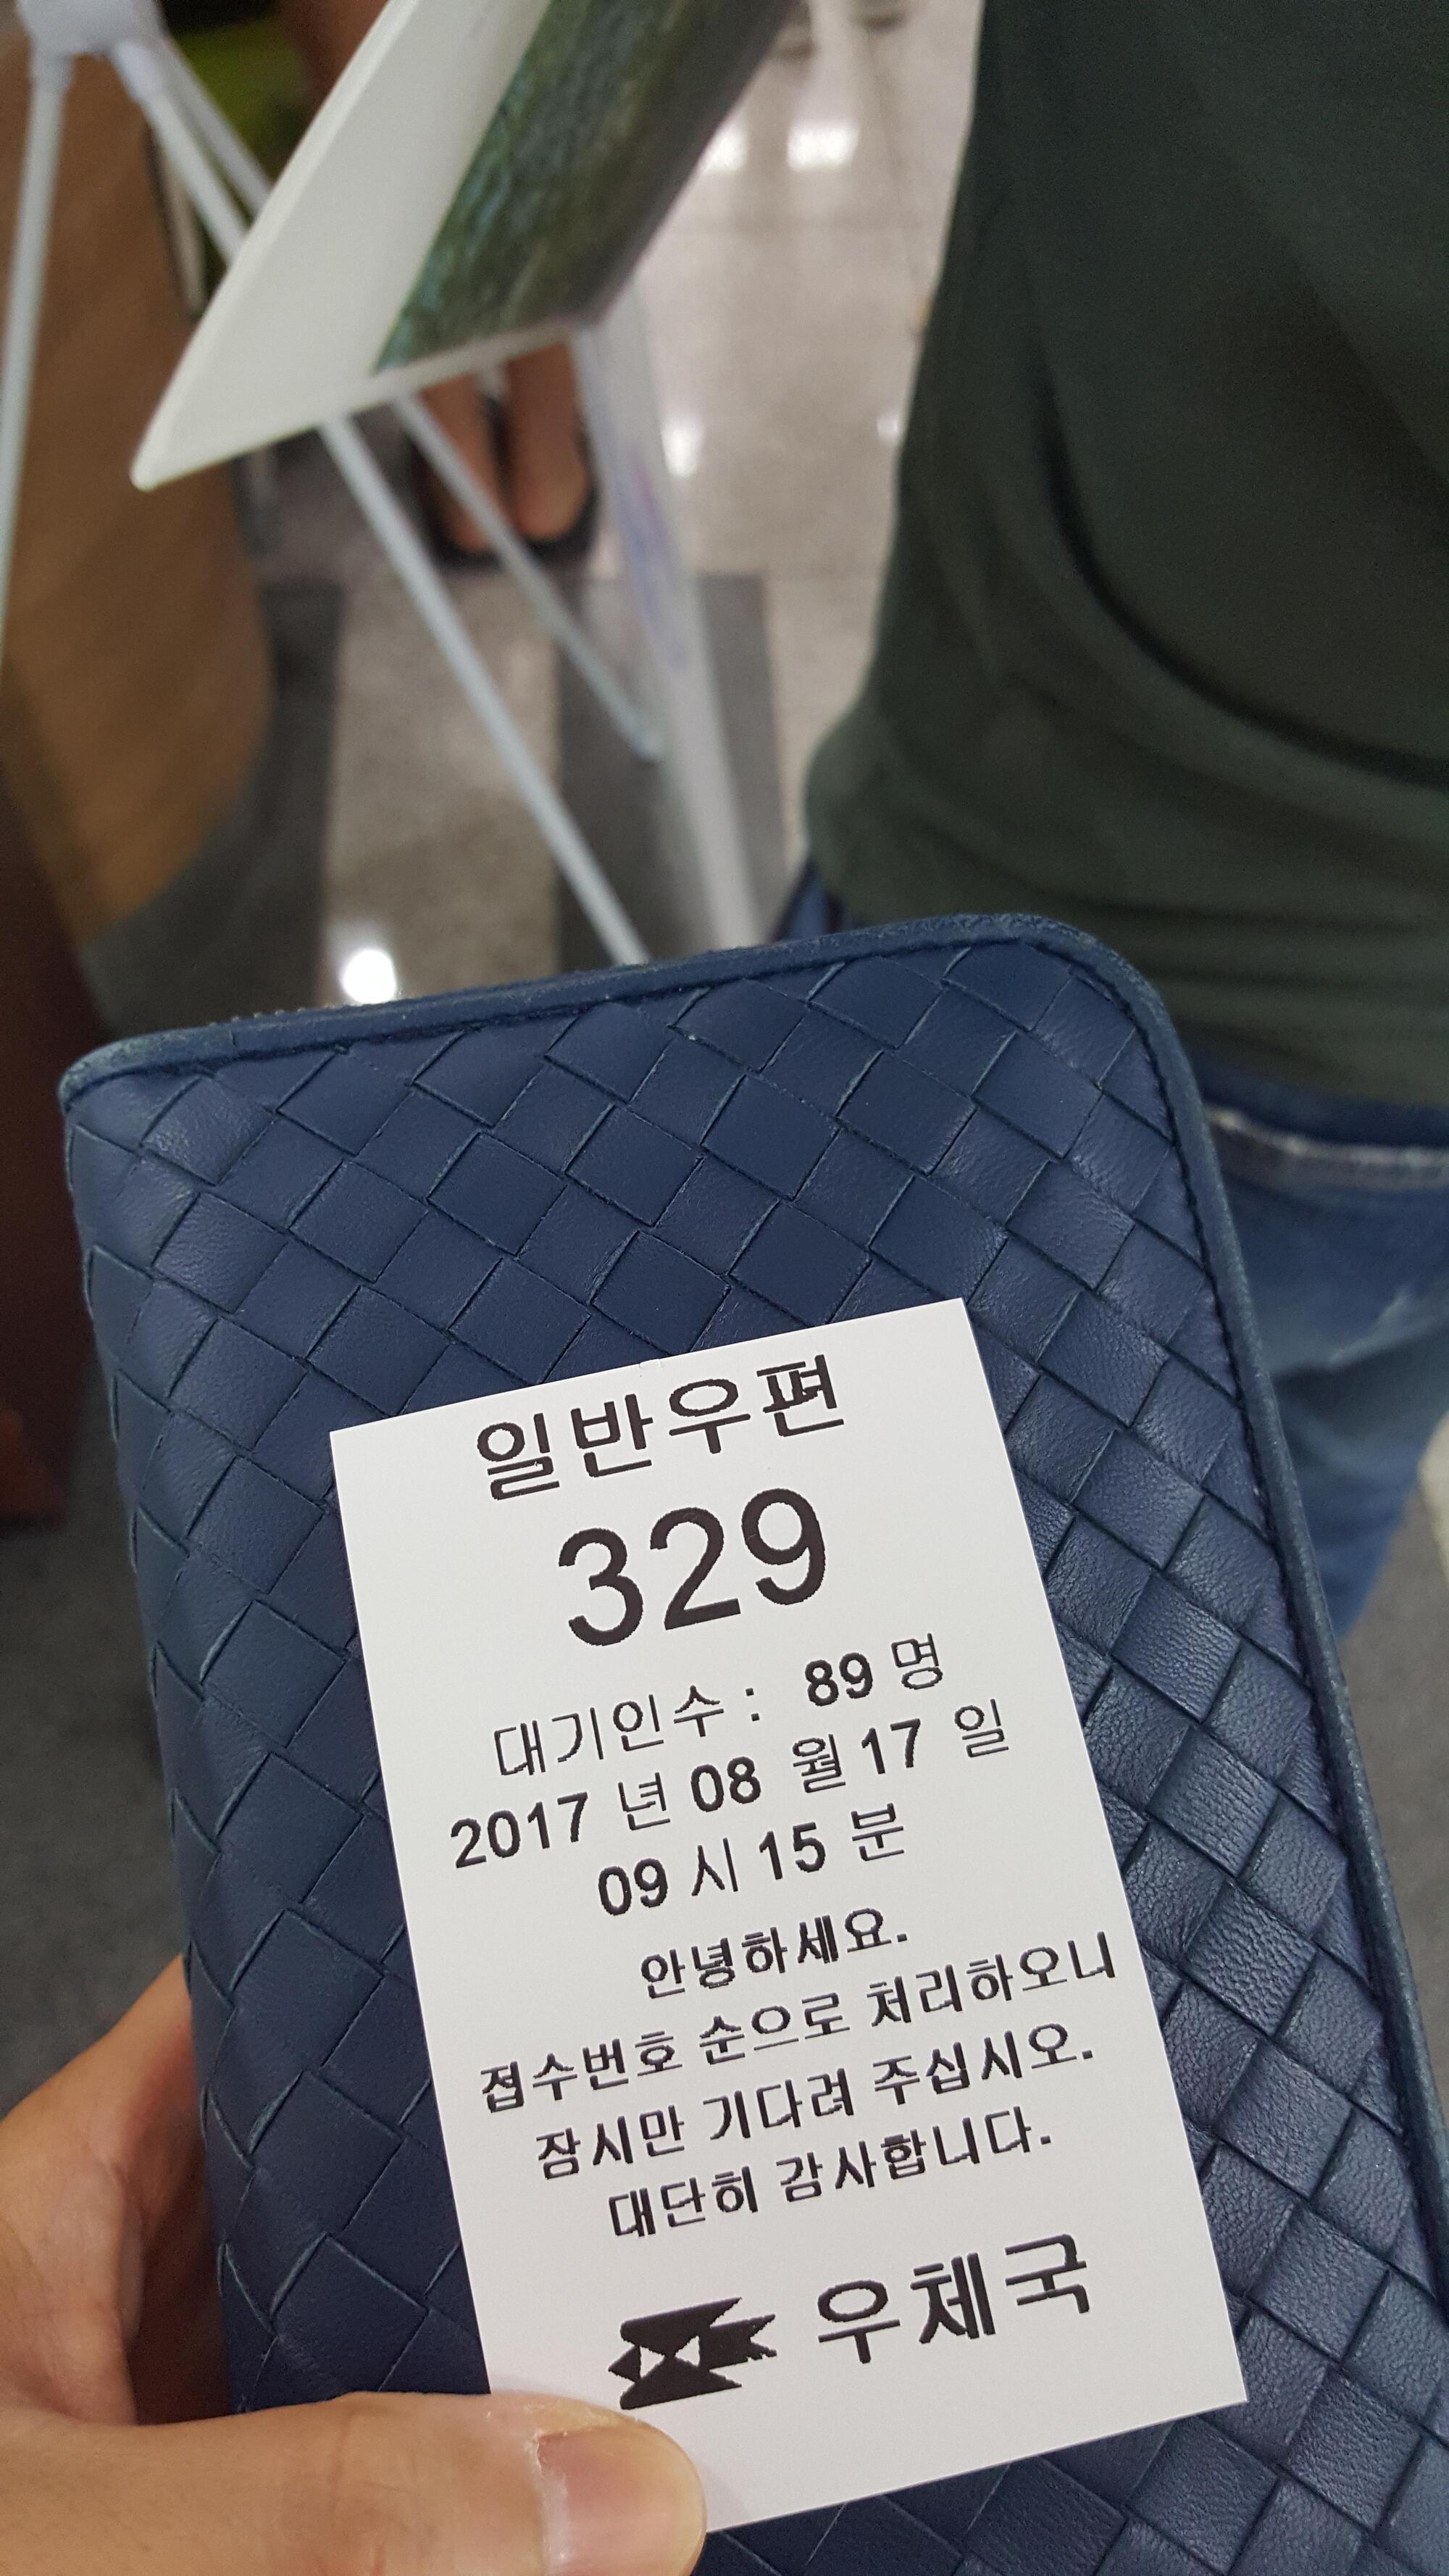 일반우편
329
대기인수 : 89 명
2017 년 08 월 17 일
09 시 15 분
안녕하세요.
접수번호 순으로 처리하오니
잠시만 기다려 주십시오.
대단히 감사합니다.
우체국